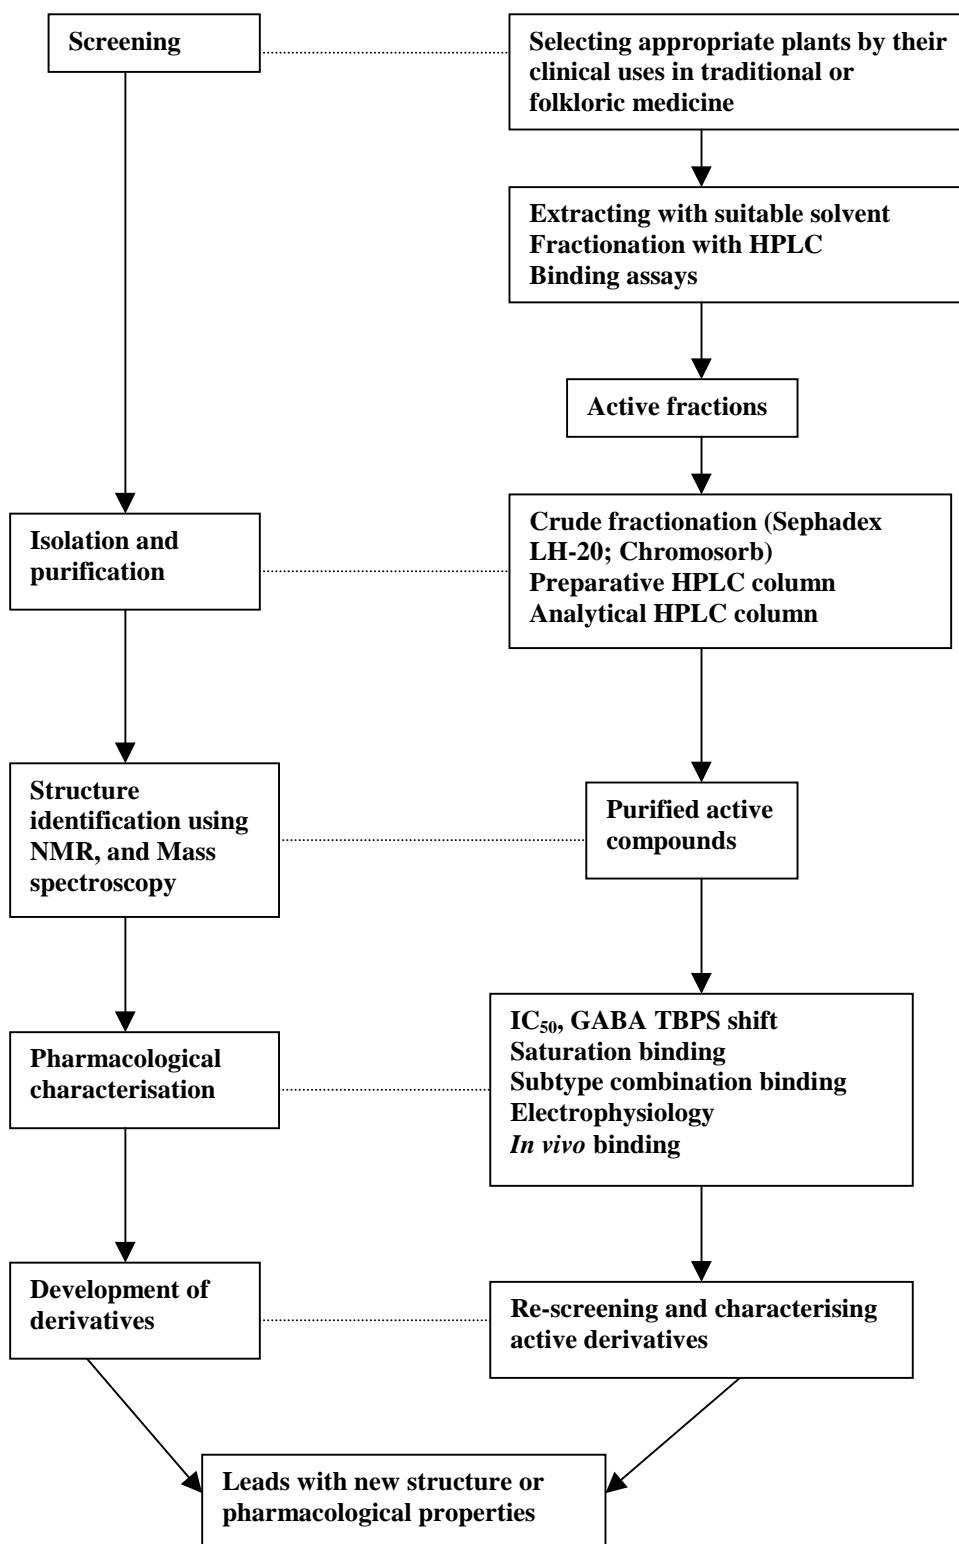 Screening
Selecting appropriate plants by their
clinical uses in traditional or
folkloric medicine
Extracting with suitable solvent
Fractionation with HPLC
Binding assays
Active fractions
Isolation and
purification
Crude fractionation (Sephadex
LH-20; Chromosorb)
Preparative HPLC column
Analytical HPLC column
Structure
identification using
NMR, and Mass
spectroscopy
Purified active
compounds
Pharmacological
characterisation
IC₅₀, GABA TBPS shift
Saturation binding
Subtype combination binding
Electrophysiology
In vivo binding
Development of
derivatives
Re-screening and characterising
active derivatives
Leads with new structure or
pharmacological properties